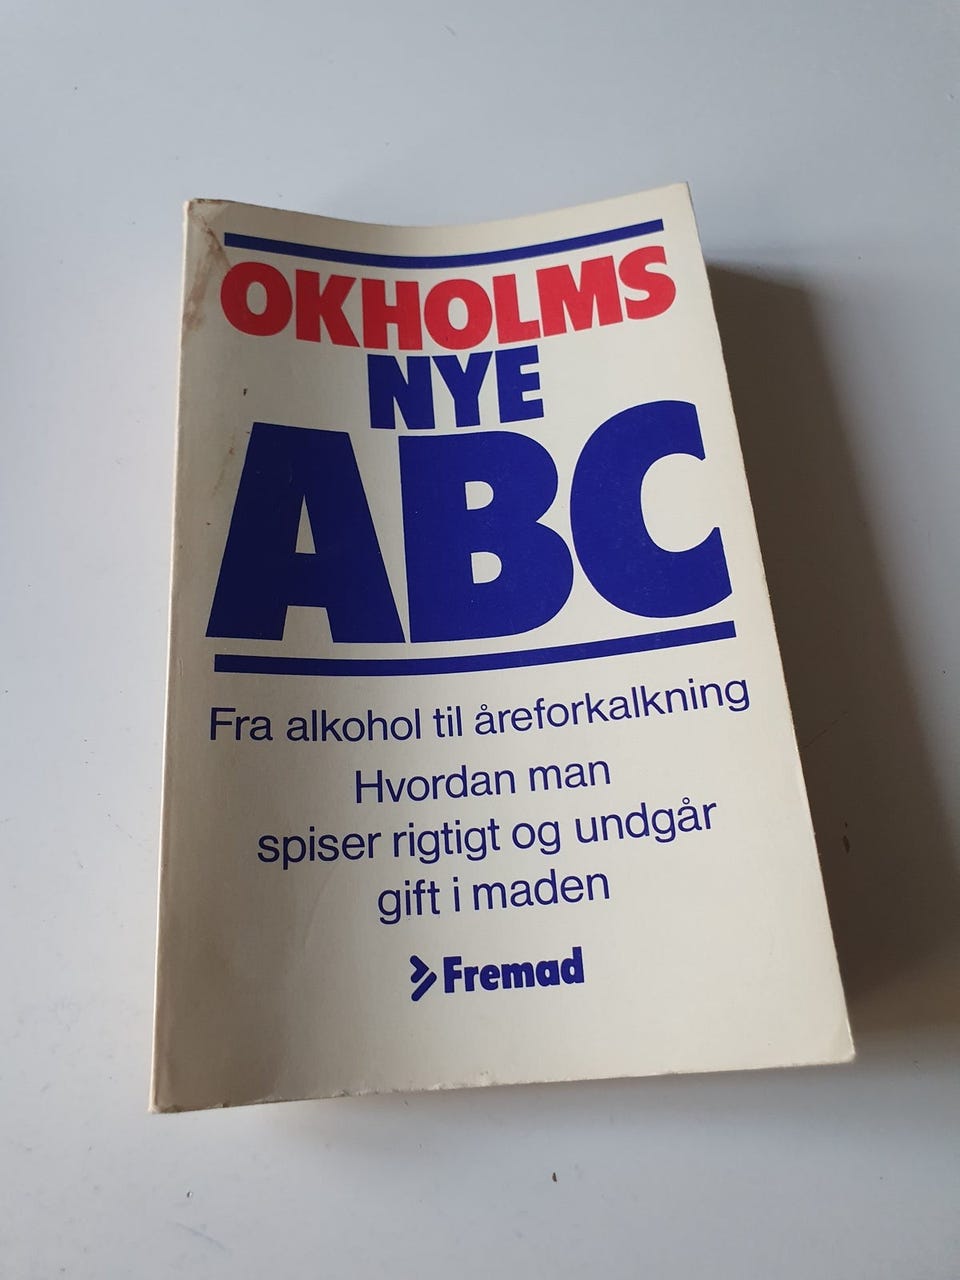 OKHOLMS
NYE
ABC
Fra alkohol til åreforkalkning
Hvordan man
spiser rigtigt og undgår
gift i maden
Fremad